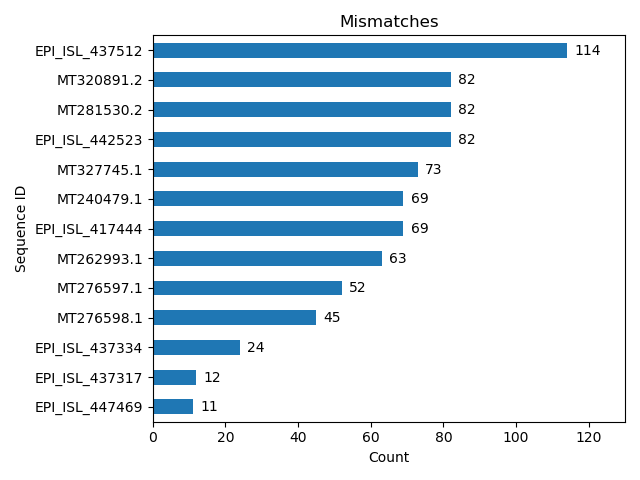 Mismatches
EPI_ISL_437512 114
MT320891.2 82
MT281530.2 82
EPI_ISL_442523 82
MT327745.1 73
MT240479.1 69
EPI_ISL_417444 69
MT262993.1 63
MT276597.1 52
MT276598.1 45
EPI_ISL_437334 24
EPI_ISL_437317 12
EPI_ISL_447469 11
Sequence ID
0 20 40 60 80 100 120
Count